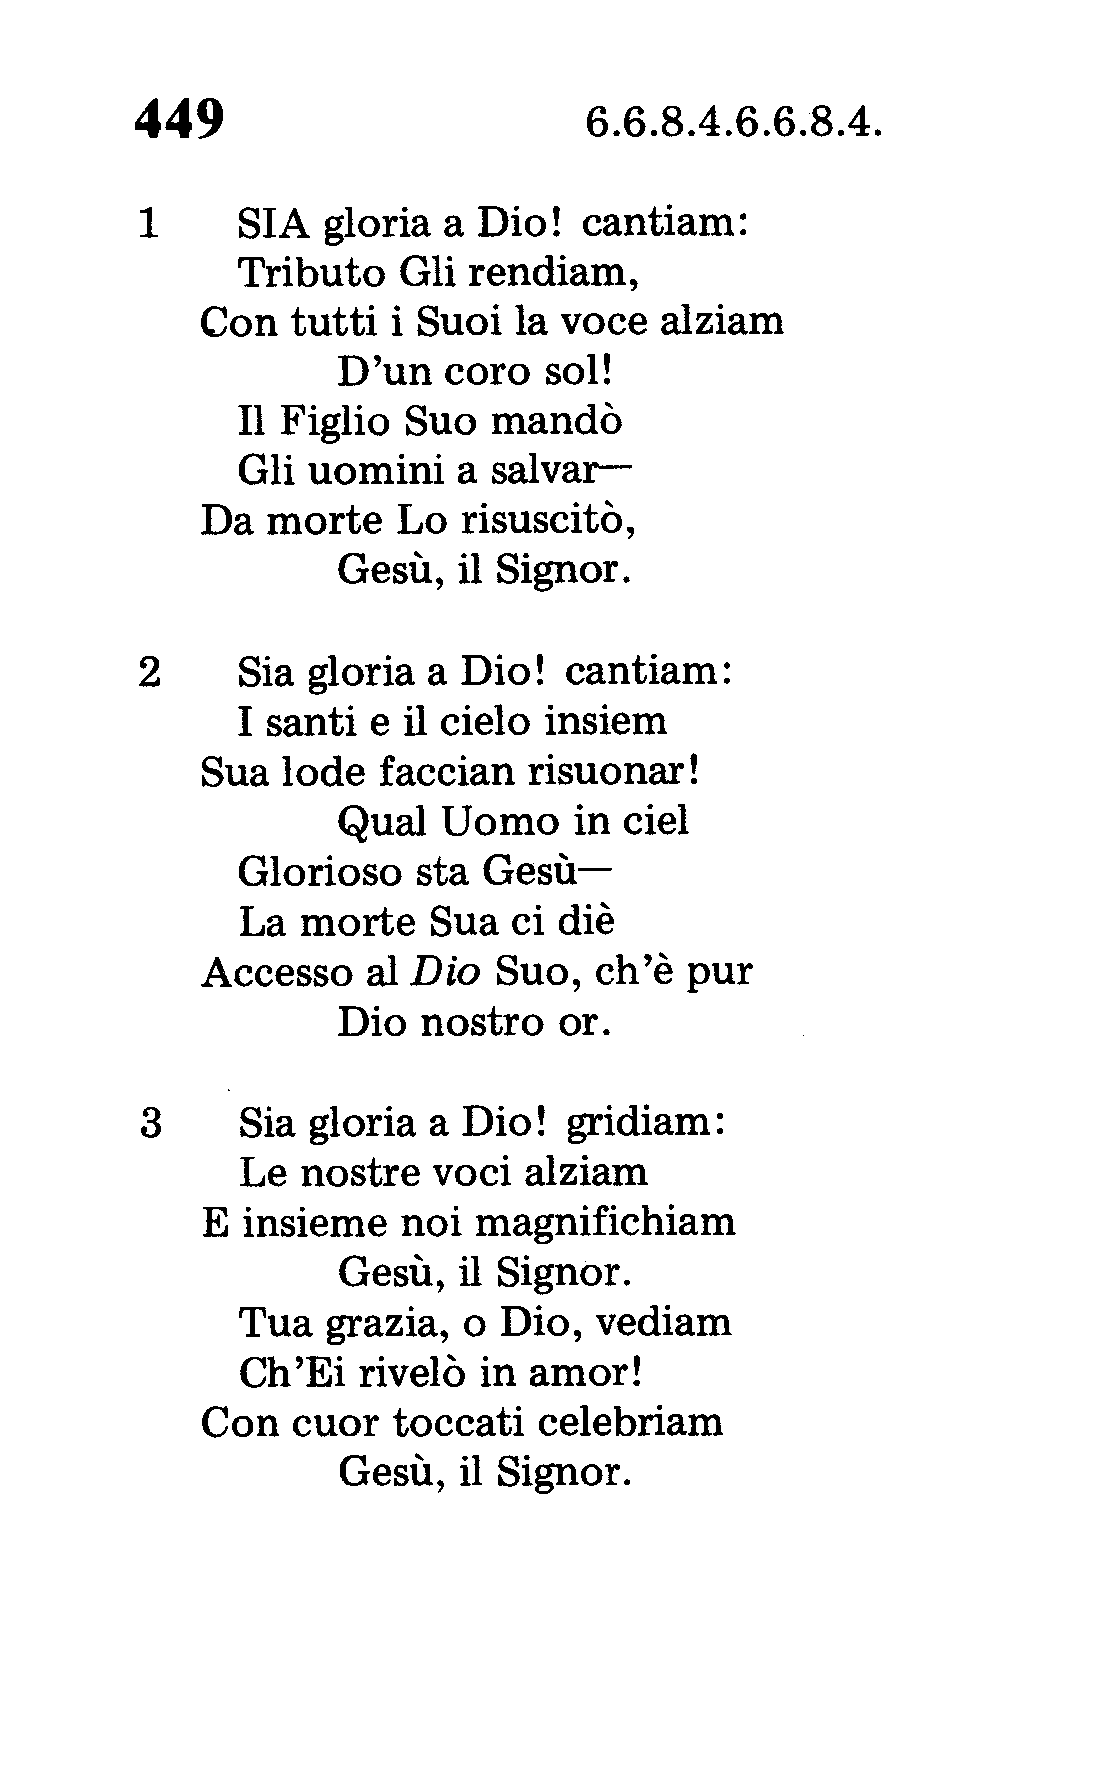 449 6.6.8.4.6.6.8.4.
1 SIA gloria a Dio! cantiam:
Tributo Gli rendiam,
Con tutti i Suoi la voce alziam
D'un coro sol!
Il Figlio Suo mandò
Gli uomini a salvar—
Da morte Lo risuscitò,
Gesù, il Signor.
2 Sia gloria a Dio! cantiam:
I santi e il cielo insiem
Sua lode faccian risuonar!
Qual Uomo in ciel
Glorioso sta Gesù—
La morte Sua ci diè
Accesso al Dio Suo, ch'è pur
Dio nostro or.
3 Sia gloria a Dio! gridiam:
Le nostre voci alziam
E insieme noi magnifichiam
Gesù, il Signor.
Tua grazia, o Dio, vediam
Ch'Ei rivelò in amor!
Con cuor toccati celebriam
Gesù, il Signor.